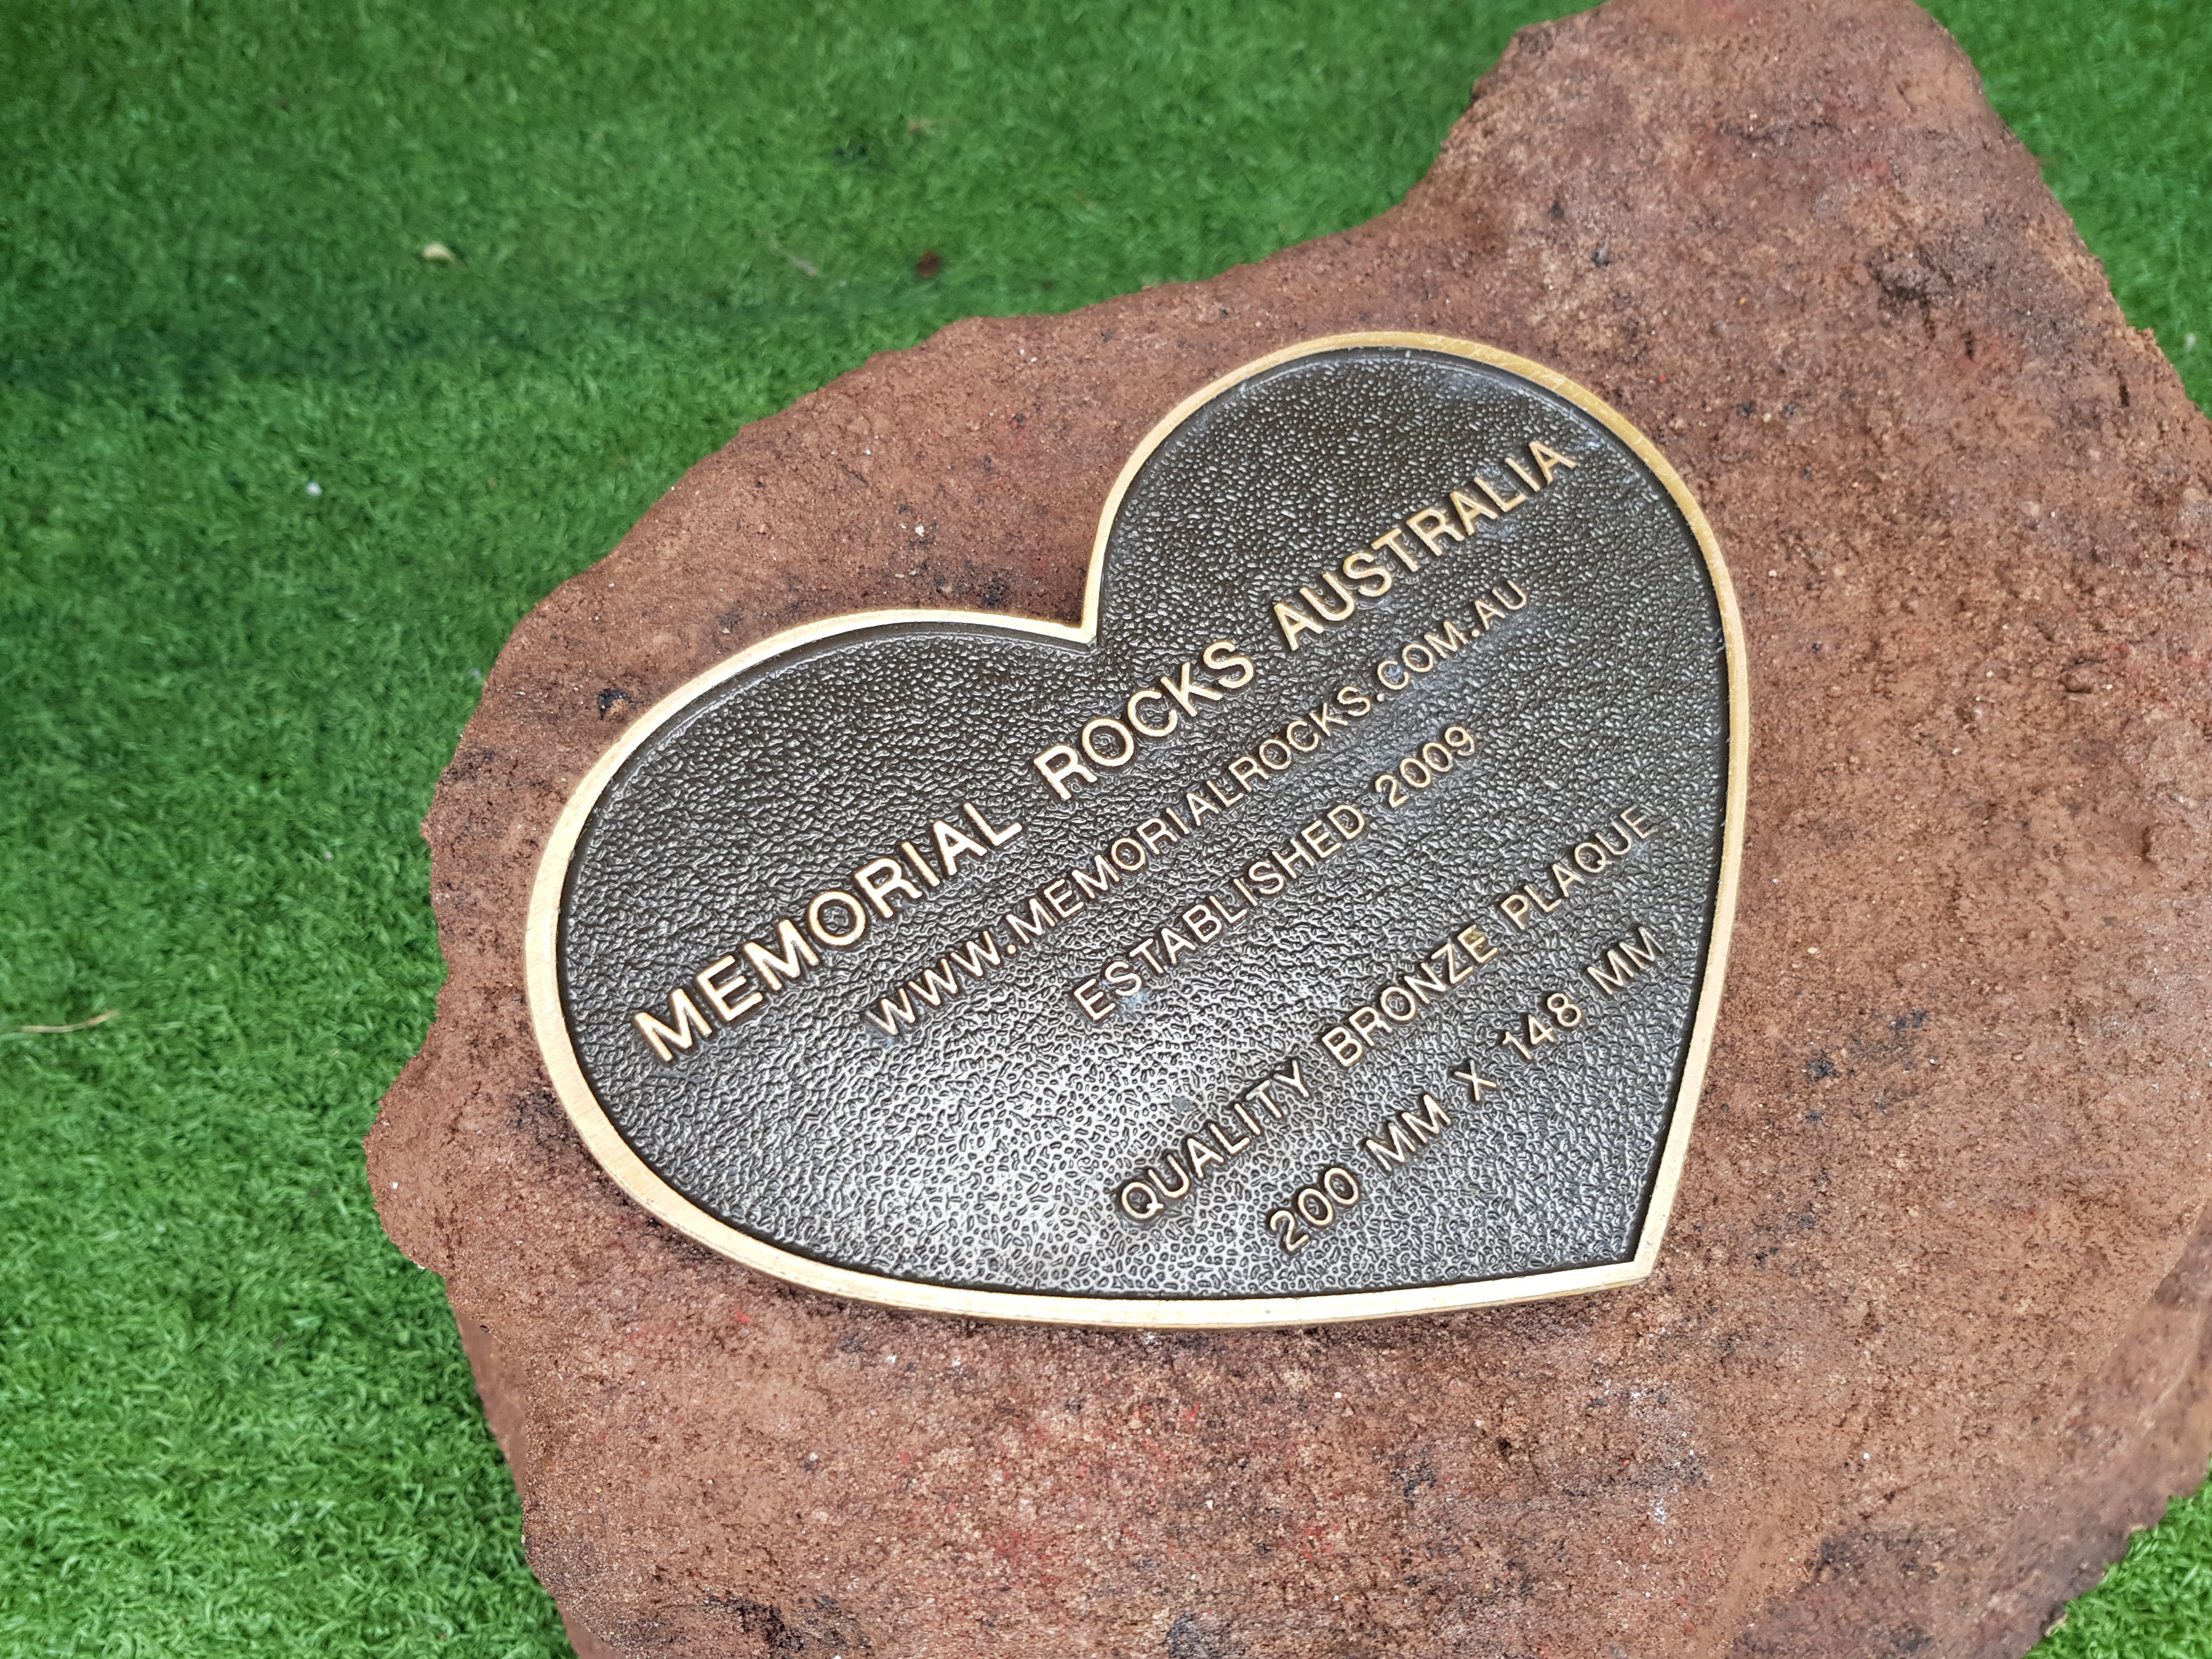 MEMORIAL ROCKS AUSTRALIA
WWW.MEMORIALROCKS.COM.AU
ESTABLISHED 2009
QUALITY BRONZE PLAQUE
200 MM X 148 MM